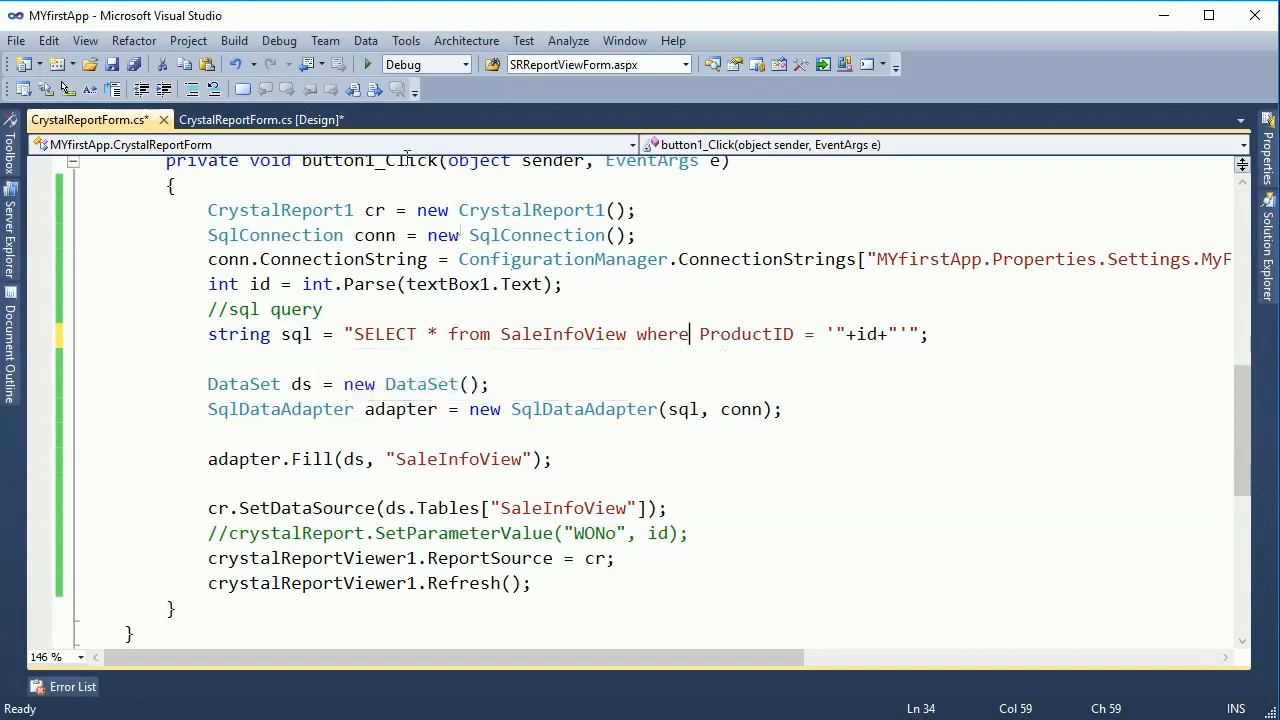 MYfirstApp - Microsoft Visual Studio
File Edit View Refactor Project Build Debug Team Data Tools Architecture Test Analyze Window Help
Debug SRReportViewForm.aspx
CrystalReportForm.cs* CrystalReportForm.cs [Design]*
MYfirstApp.CrystalReportForm button1_Click(object sender, EventArgs e)
Toolbox
Server Explorer
Document Outline
Properties
Solution Explorer
private void button1_Click(object sender, EventArgs e)
{
CrystalReport1 cr = new CrystalReport1();
SqlConnection conn = new SqlConnection();
conn.ConnectionString = ConfigurationManager.ConnectionStrings["MYfirstApp.Properties.Settings.MyF
int id = int.Parse(textBox1.Text);
//sql query
string sql = "SELECT * from SaleInfoView where ProductID = '"+id+"'";
DataSet ds = new DataSet();
SqlDataAdapter adapter = new SqlDataAdapter(sql, conn);
adapter.Fill(ds, "SaleInfoView");
cr.SetDataSource(ds.Tables["SaleInfoView"]);
//crystalReport.SetParameterValue("WONo", id);
crystalReportViewer1.ReportSource = cr;
crystalReportViewer1.Refresh();
}
}
146 %
Error List
Ready Ln 34 Col 59 Ch 59 INS